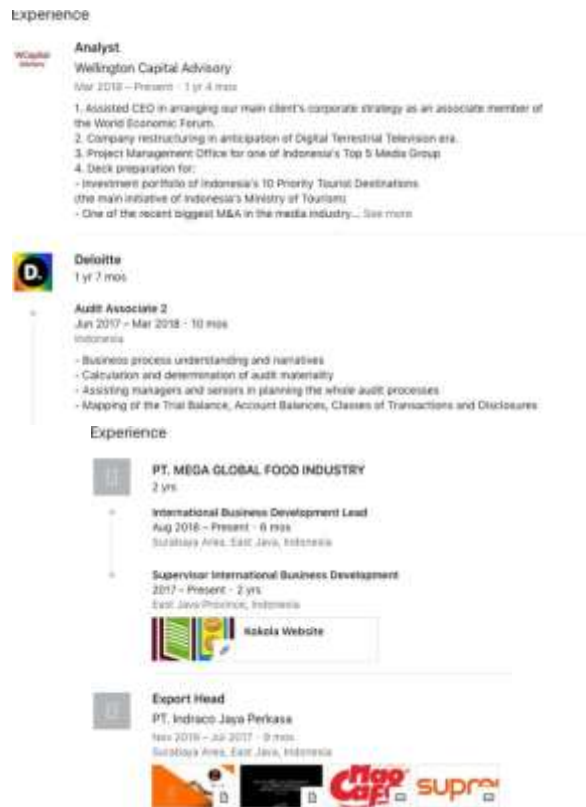 Experience
WCapital
Analyst
Wellington Capital Advisory
Mar 2018 – Present · 1 yr 4 mos
1. Assisted CEO in arranging our main client's corporate strategy as an associate member of
the World Economic Forum.
2. Company restructuring in anticipation of Digital Terrestrial Television era.
3. Project Management Office for one of Indonesia's Top 5 Media Group
4. Deck preparation for:
- Investment portfolio of Indonesia's 10 Priority Tourist Destinations
(the main initiative of Indonesia's Ministry of Tourism)
- One of the recent biggest M&A in the media industry... See more
D.
Deloitte
1 yr 7 mos
Audit Associate 2
Jun 2017 – Mar 2018 · 10 mos
Indonesia
- Business process understanding and narratives
- Calculation and determination of audit materiality
- Assisting managers and seniors in planning the whole audit processes
- Mapping of the Trial Balance, Account Balances, Classes of Transactions and Disclosures
Experience
PT. MEGA GLOBAL FOOD INDUSTRY
2 yrs
International Business Development Lead
Aug 2018 – Present · 6 mos
Surabaya Area, East Java, Indonesia
Supervisor International Business Development
2017 – Present · 2 yrs
East Java Province, Indonesia
Kokola Website
Export Head
PT. Indraco Jaya Perkasa
Nov 2016 – Jul 2017 · 9 mos
Surabaya Area, East Java, Indonesia